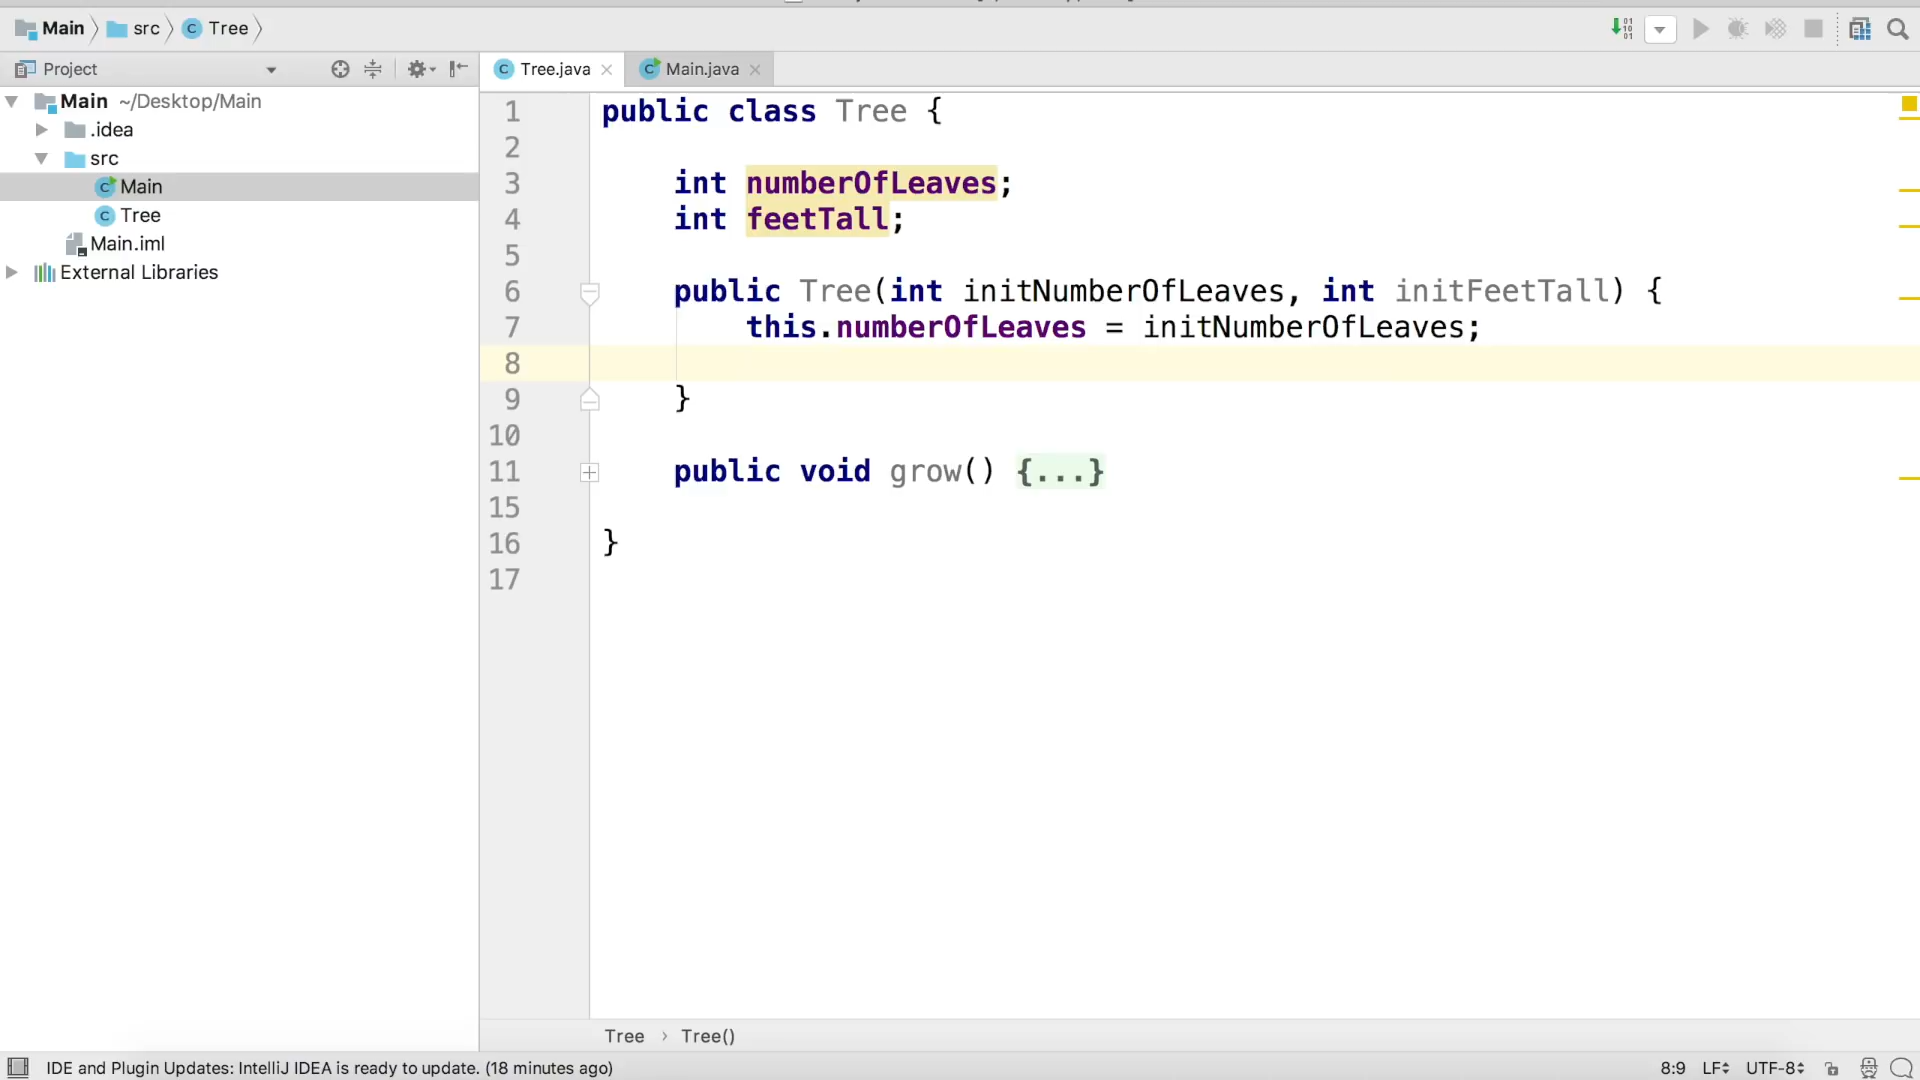 Main src Tree
Project
Tree.java Main.java
Main ~/Desktop/Main
.idea
src
Main
Tree
Main.iml
External Libraries
1 public class Tree {
2
3 int numberOfLeaves;
4 int feetTall;
5
6 public Tree(int initNumberOfLeaves, int initFeetTall) {
7 this.numberOfLeaves = initNumberOfLeaves;
8
9 }
10
11 public void grow() {...}
15
16 }
17
Tree › Tree()
IDE and Plugin Updates: IntelliJ IDEA is ready to update. (18 minutes ago) 8:9 LF UTF-8